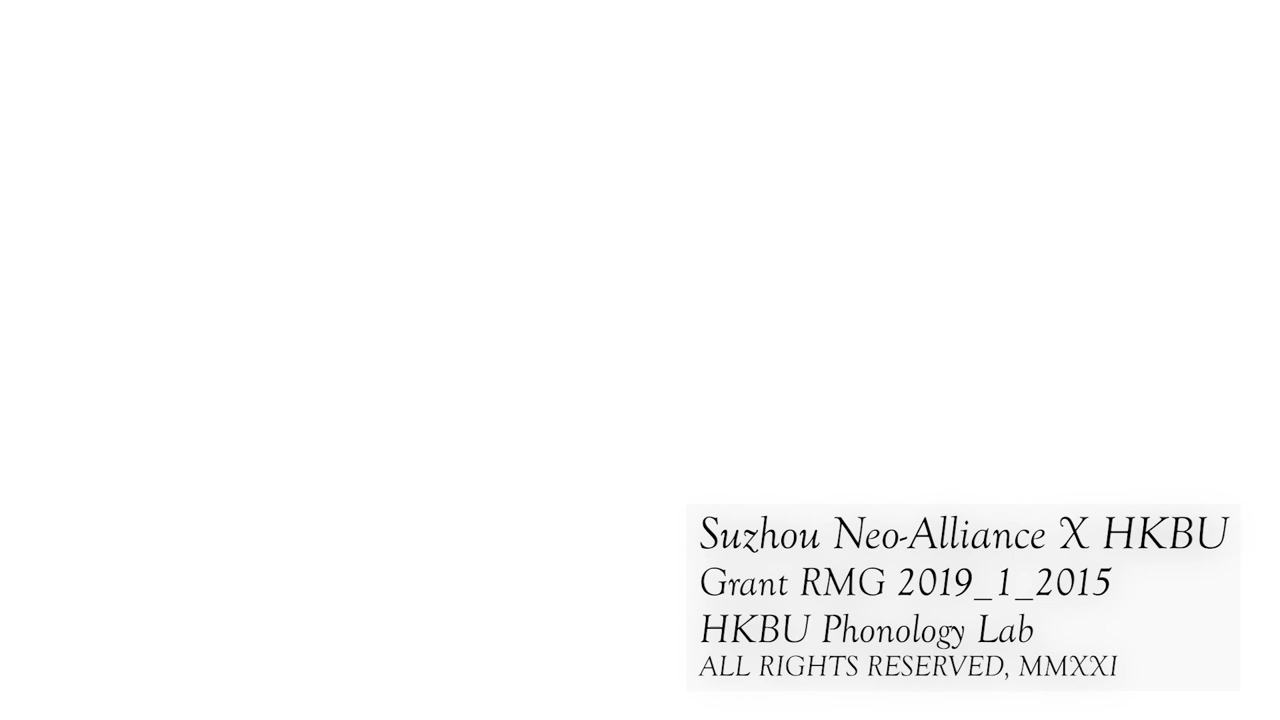 Suzhou Neo-Alliance X HKBU
Grant RMG 2019_1_2015
HKBU Phonology Lab
ALL RIGHTS RESERVED, MMXXI